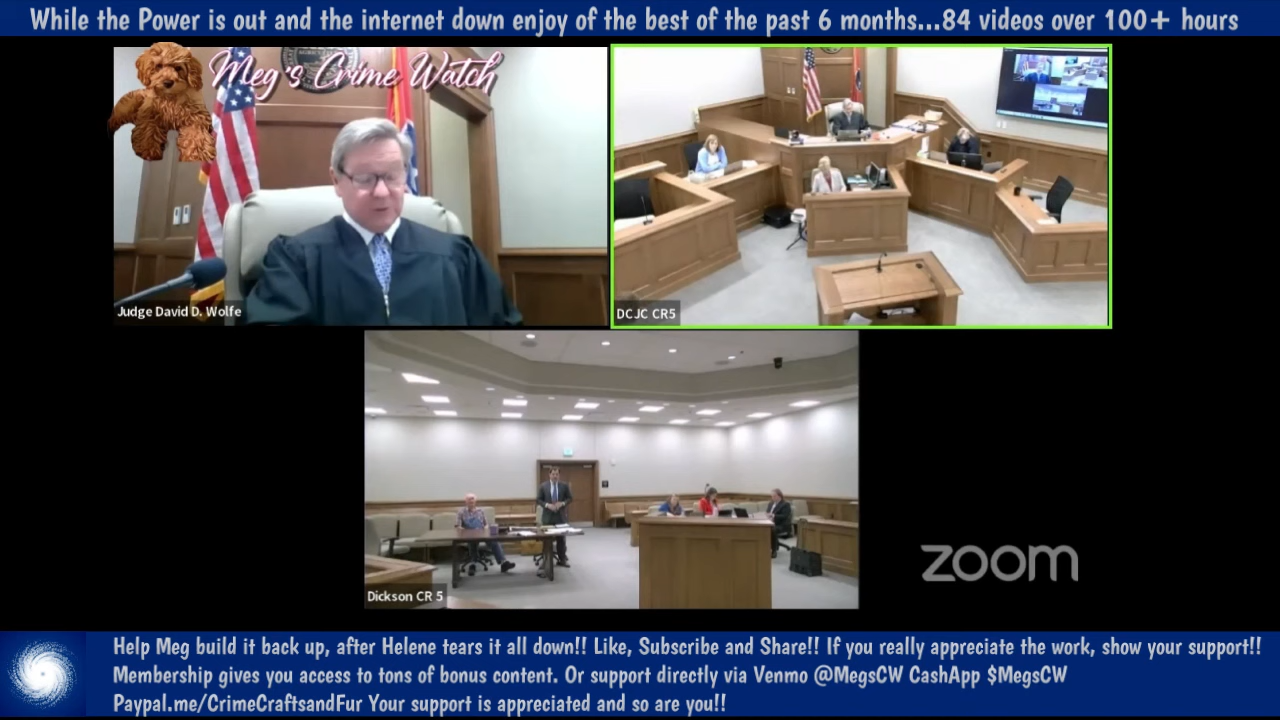 While the Power is out and the internet down enjoy of the best of the past 6 months...84 videos over 100+ hours
Meg's Crime Watch
Judge David D. Wolfe
DCJC CR5
Dickson CR 5
zoom
Help Meg build it back up, after Helene tears it all down!! Like, Subscribe and Share!! If you really appreciate the work, show your support!!
Membership gives you access to tons of bonus content. Or support directly via Venmo @MegsCW CashApp $MegsCW
Paypal.me/CrimeCraftsandFur Your support is appreciated and so are you!!